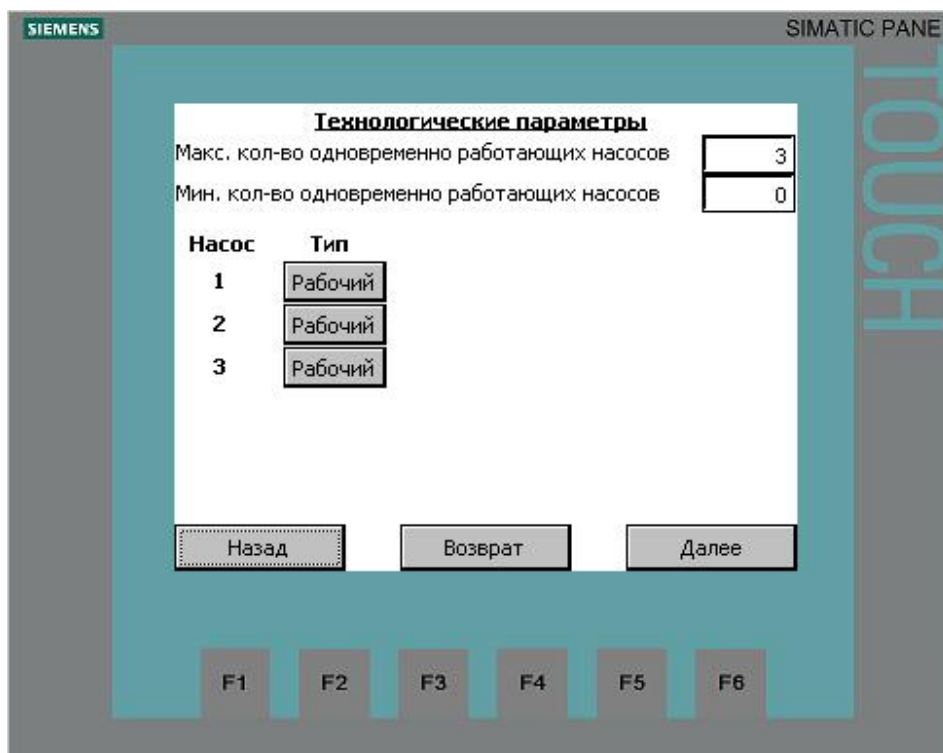 SIEMENS
SIMATIC PANE
TOUCH
Технологические параметры
Макс. кол-во одновременно работающих насосов 3
Мин. кол-во одновременно работающих насосов 0
Насос Тип
1 Рабочий
2 Рабочий
3 Рабочий
Назад Возврат Далее
F1 F2 F3 F4 F5 F6